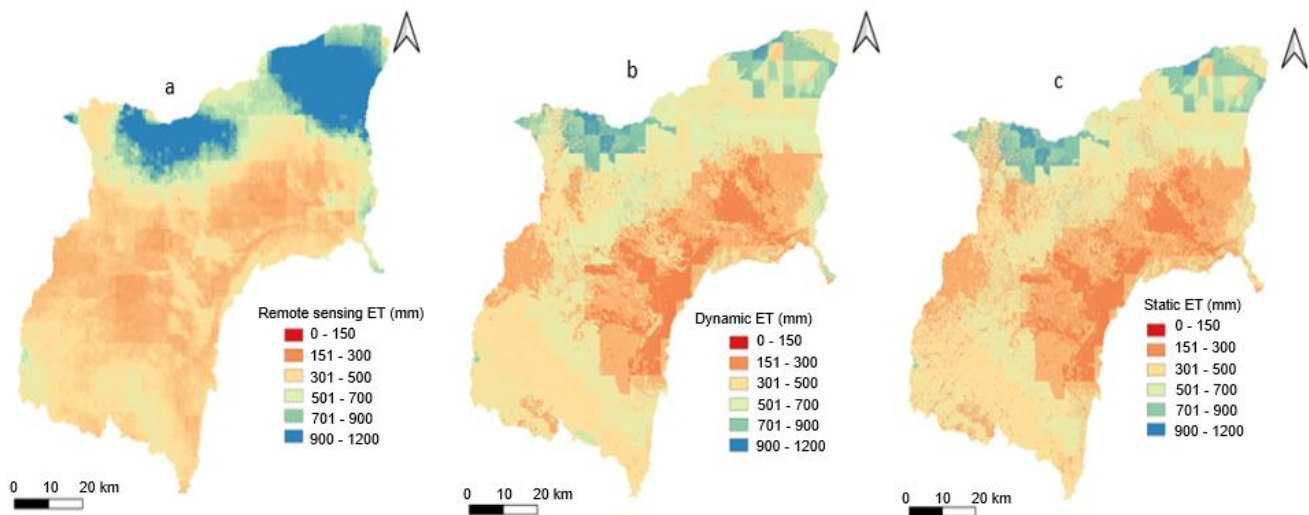 a
Remote sensing ET (mm)
0 - 150
151 - 300
301 - 500
501 - 700
701 - 900
900 - 1200
0 10 20 km
b
Dynamic ET (mm)
0 - 150
151 - 300
301 - 500
501 - 700
701 - 900
900 - 1200
0 10 20 km
c
Static ET (mm)
0 - 150
151 - 300
301 - 500
501 - 700
701 - 900
900 - 1200
0 10 20 km